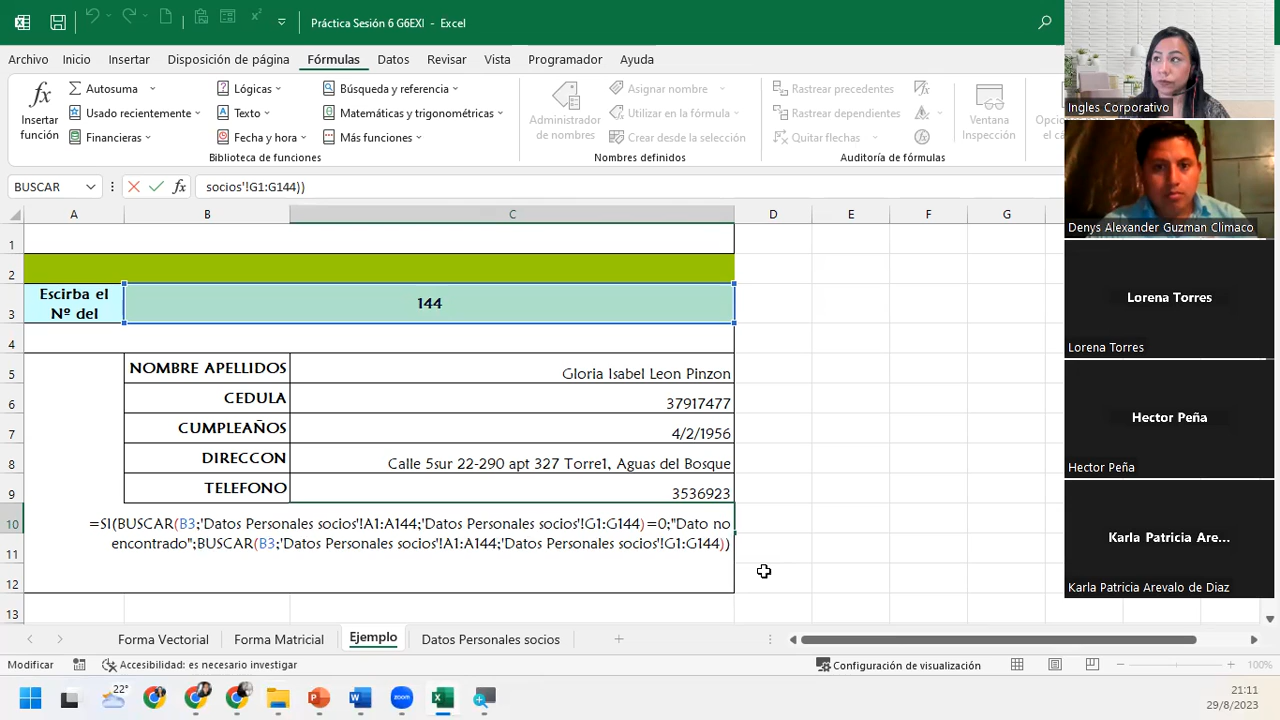 Práctica Sesión 6 G6EXI - Excel
Archivo Inicio Insertar Disposición de página Fórmulas Revisar Ayuda
Autosuma Lógicas Búsqueda y referencia Asignar nombre
Insertar función Usado recientemente Texto Matemáticas y trigonométricas Administrador de nombres Utilizar en la fórmula Ventana Inspección
Financieras Fecha y hora Más funciones Crear desde la selección Quitar flechas
Biblioteca de funciones Nombres definidos Auditoría de fórmulas
BUSCAR fx socios'!G1:G144))
A B C D E F G
1
2
3 Escirba el Nº del 144
4
5 NOMBRE APELLIDOS Gloria Isabel Leon Pinzon
6 CEDULA 37917477
7 CUMPLEAÑOS 4/2/1956
8 DIRECCON Calle 5sur 22-290 apt 327 Torre1, Aguas del Bosque
9 TELEFONO 3536923
10 =SI(BUSCAR(B3;'Datos Personales socios'!A1:A144;'Datos Personales socios'!G1:G144)=0;"Dato no
11 encontrado";BUSCAR(B3;'Datos Personales socios'!A1:A144;'Datos Personales socios'!G1:G144))
12
13
Forma Vectorial Forma Matricial Ejemplo Datos Personales socios
Modificar Accesibilidad: es necesario investigar Configuración de visualización 100%
22°
21:11
29/8/2023
Ingles Corporativo
Denys Alexander Guzman Climaco
Lorena Torres
Lorena Torres
Hector Peña
Hector Peña
Karla Patricia Are...
Karla Patricia Arevalo de Diaz